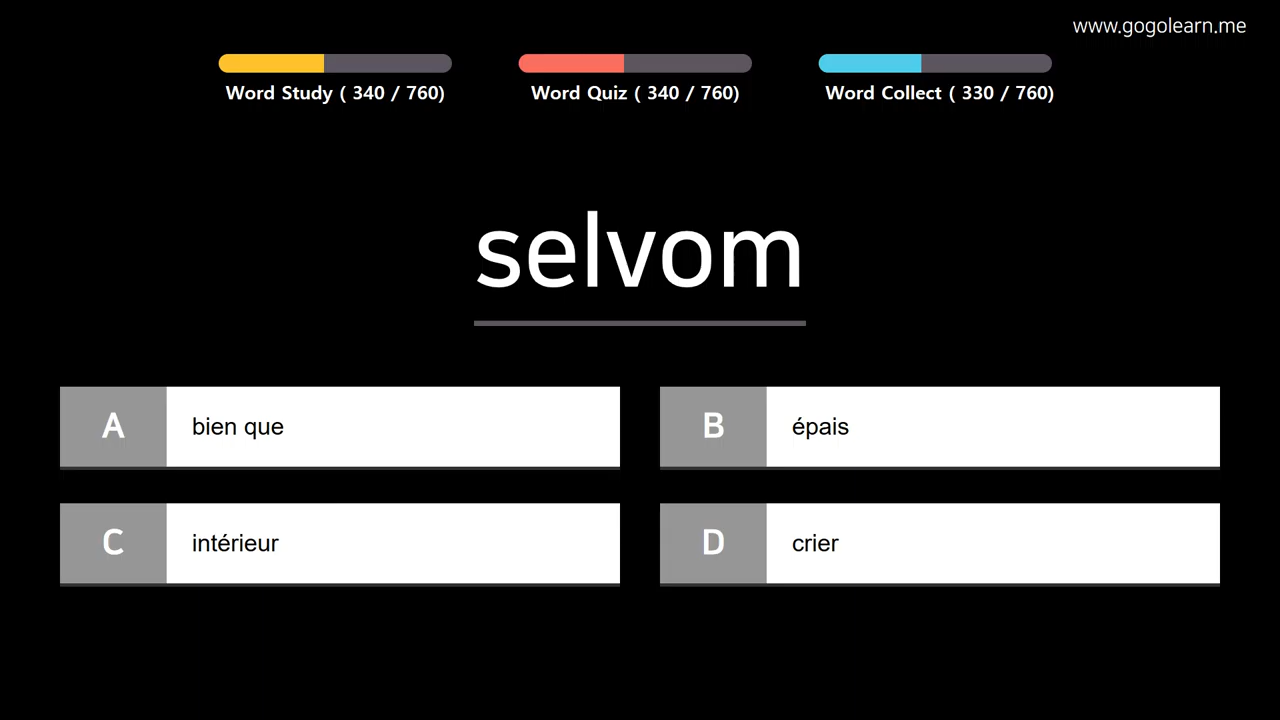 www.gogolearn.me
Word Study ( 340 / 760)
Word Quiz ( 340 / 760)
Word Collect ( 330 / 760)
selvom
A bien que
B épais
C intérieur
D crier